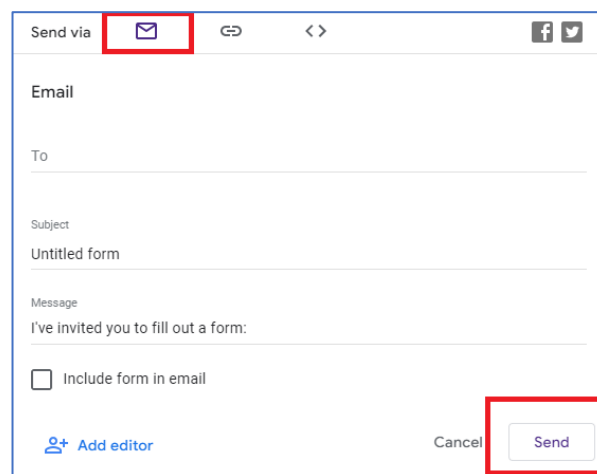 Send via
Email
To
Subject
Untitled form
Message
I've invited you to fill out a form:
Include form in email
Add editor
Cancel
Send